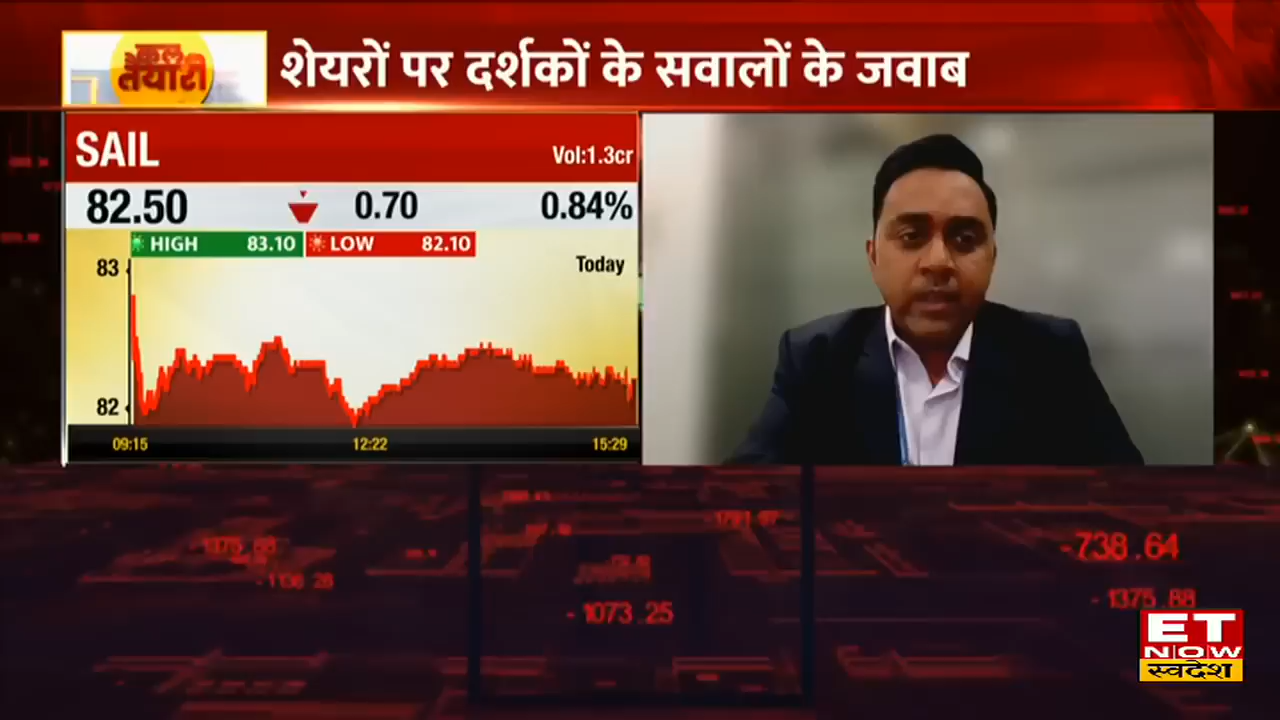 कल की तैयारी
शेयरों पर दर्शकों के सवालों के जवाब
SAIL
Vol:1.3cr
82.50 0.70 0.84%
HIGH 83.10 LOW 82.10
Today
83
82
09:15 12:22 15:29
-738.64
-1375.88
-1073.25
ET
NOW
स्वदेश